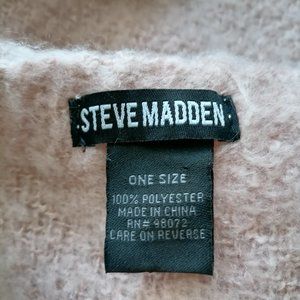 STEVE MADDEN
ONE SIZE
100% POLYESTER
MADE IN CHINA
RN# 98072
CARE ON REVERSE